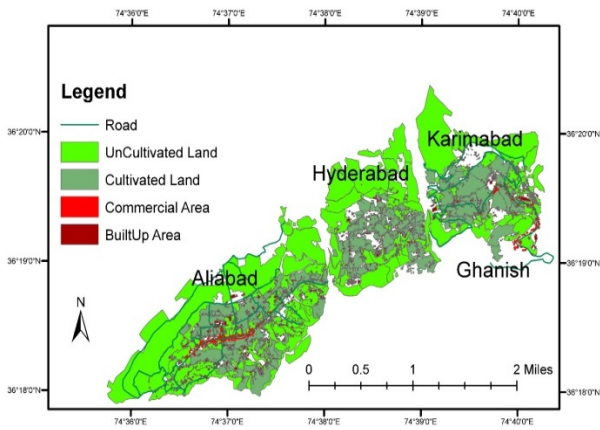 74°36'0"E 74°37'0"E 74°38'0"E 74°39'0"E 74°40'0"E
Legend
Road
UnCultivated Land
Cultivated Land
Commercial Area
BuiltUp Area
36°20'0"N 36°20'0"N
Karimabad
Hyderabad
36°19'0"N 36°19'0"N
Ghanish
Aliabad
N
0 0.5 1 2 Miles
36°18'0"N 36°18'0"N
74°36'0"E 74°37'0"E 74°38'0"E 74°39'0"E 74°40'0"E